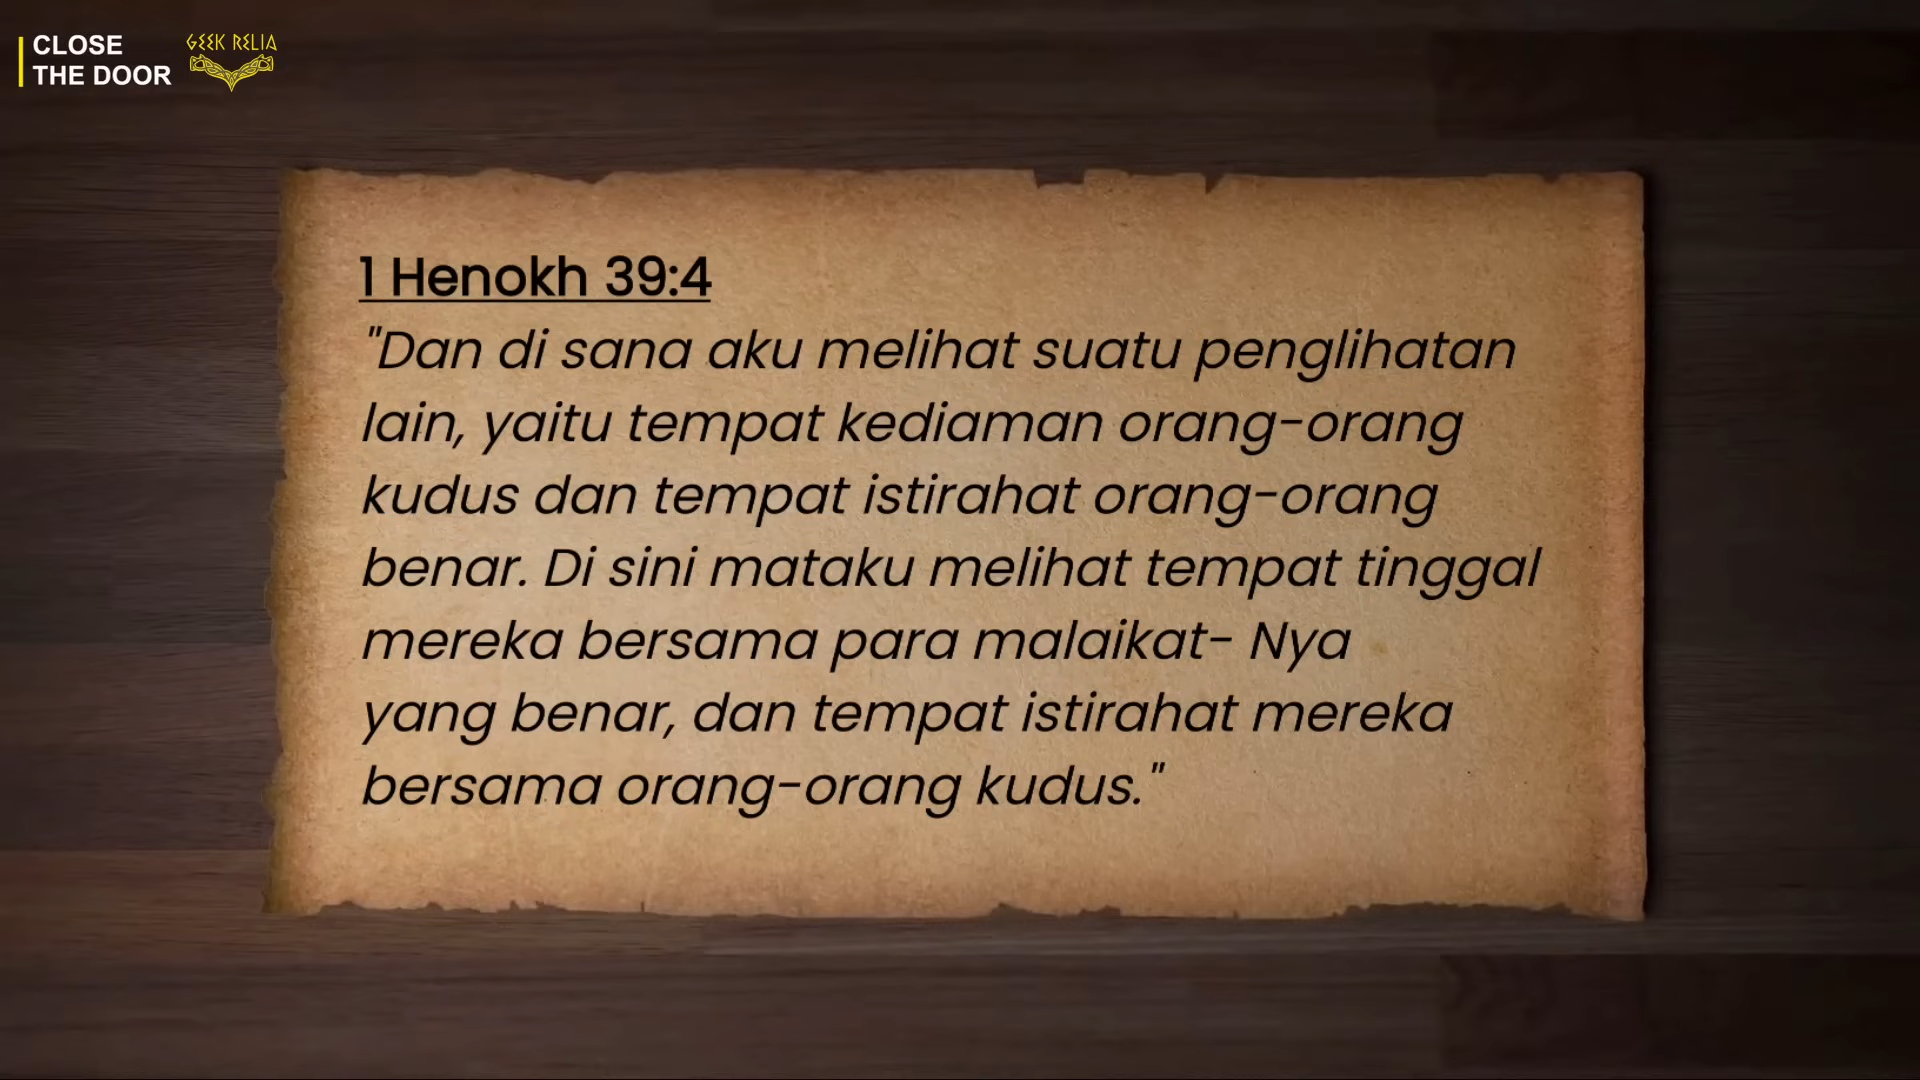 CLOSE
THE DOOR
GEEK RELIA
1 Henokh 39:4
"Dan di sana aku melihat suatu penglihatan
lain, yaitu tempat kediaman orang-orang
kudus dan tempat istirahat orang-orang
benar. Di sini mataku melihat tempat tinggal
mereka bersama para malaikat- Nya
yang benar, dan tempat istirahat mereka
bersama orang-orang kudus."